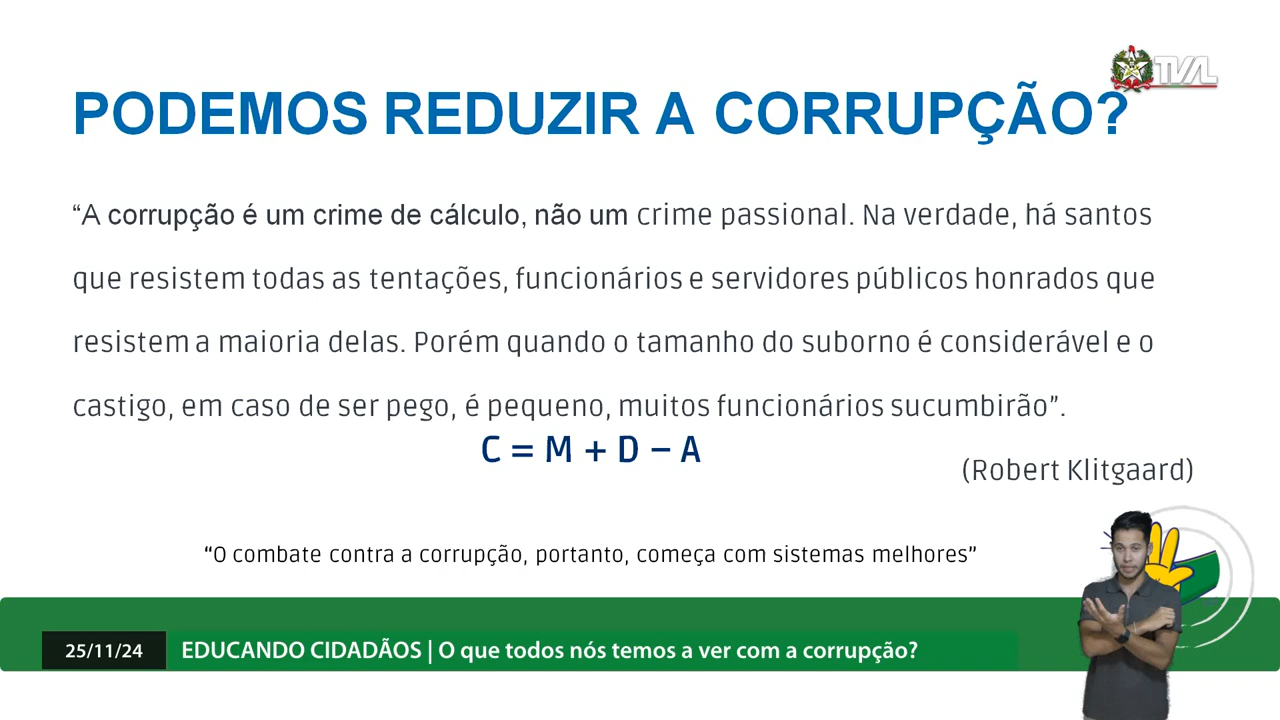 TVAL
PODEMOS REDUZIR A CORRUPÇÃO?
“A corrupção é um crime de cálculo, não um crime passional. Na verdade, há santos
que resistem todas as tentações, funcionários e servidores públicos honrados que
resistem a maioria delas. Porém quando o tamanho do suborno é considerável e o
castigo, em caso de ser pego, é pequeno, muitos funcionários sucumbirão”.
C = M + D – A
(Robert Klitgaard)
“O combate contra a corrupção, portanto, começa com sistemas melhores”
25/11/24 EDUCANDO CIDADÃOS | O que todos nós temos a ver com a corrupção?